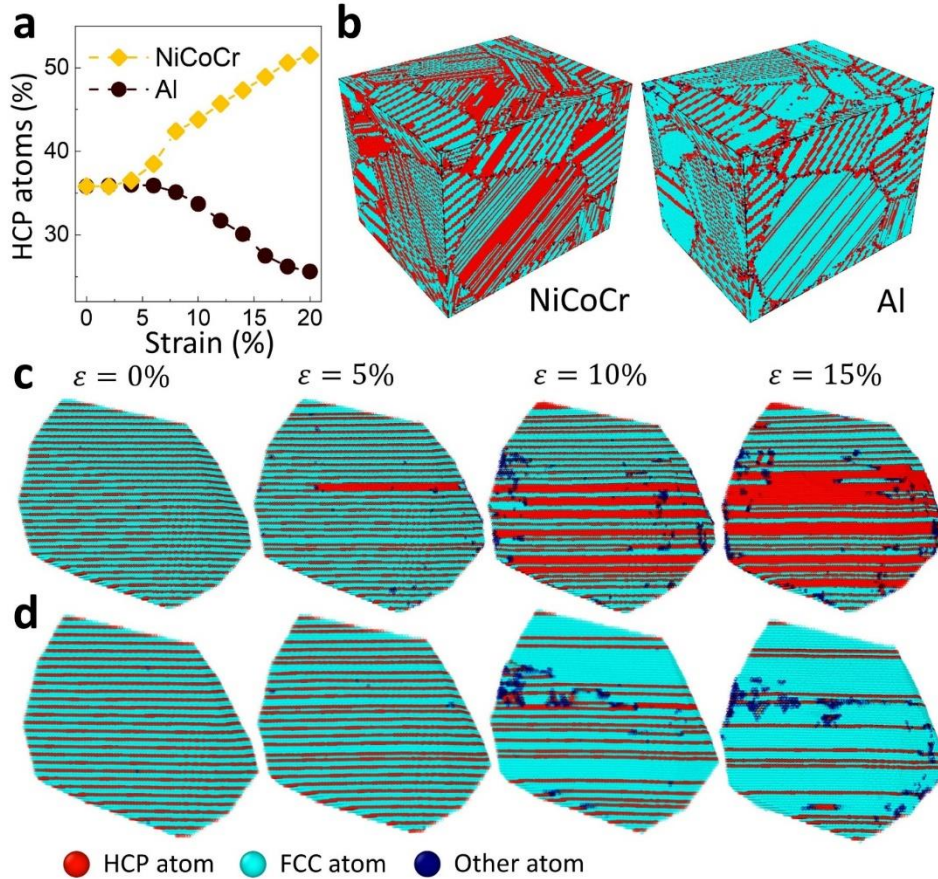 a
NiCoCr
Al
HCP atoms (%)
50
40
30
0 5 10 15 20
Strain (%)
b
NiCoCr
Al
c
ε = 0%
ε = 5%
ε = 10%
ε = 15%
d
HCP atom
FCC atom
Other atom